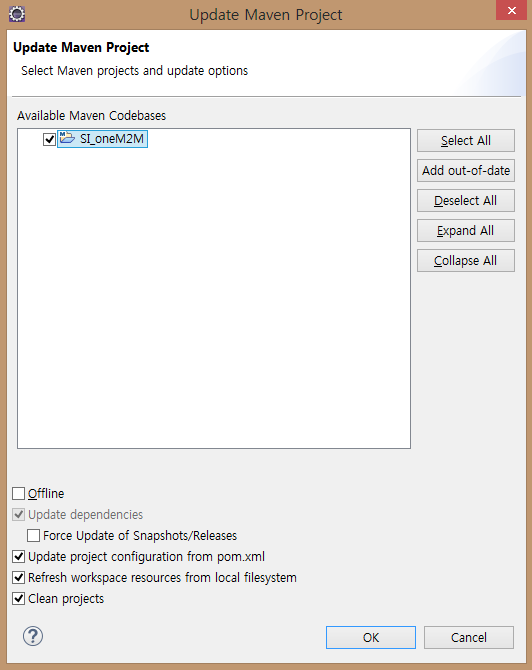 Update Maven Project
Update Maven Project
Select Maven projects and update options
Available Maven Codebases
SI_oneM2M
Select All
Add out-of-date
Deselect All
Expand All
Collapse All
Offline
Update dependencies
Force Update of Snapshots/Releases
Update project configuration from pom.xml
Refresh workspace resources from local filesystem
Clean projects
OK
Cancel